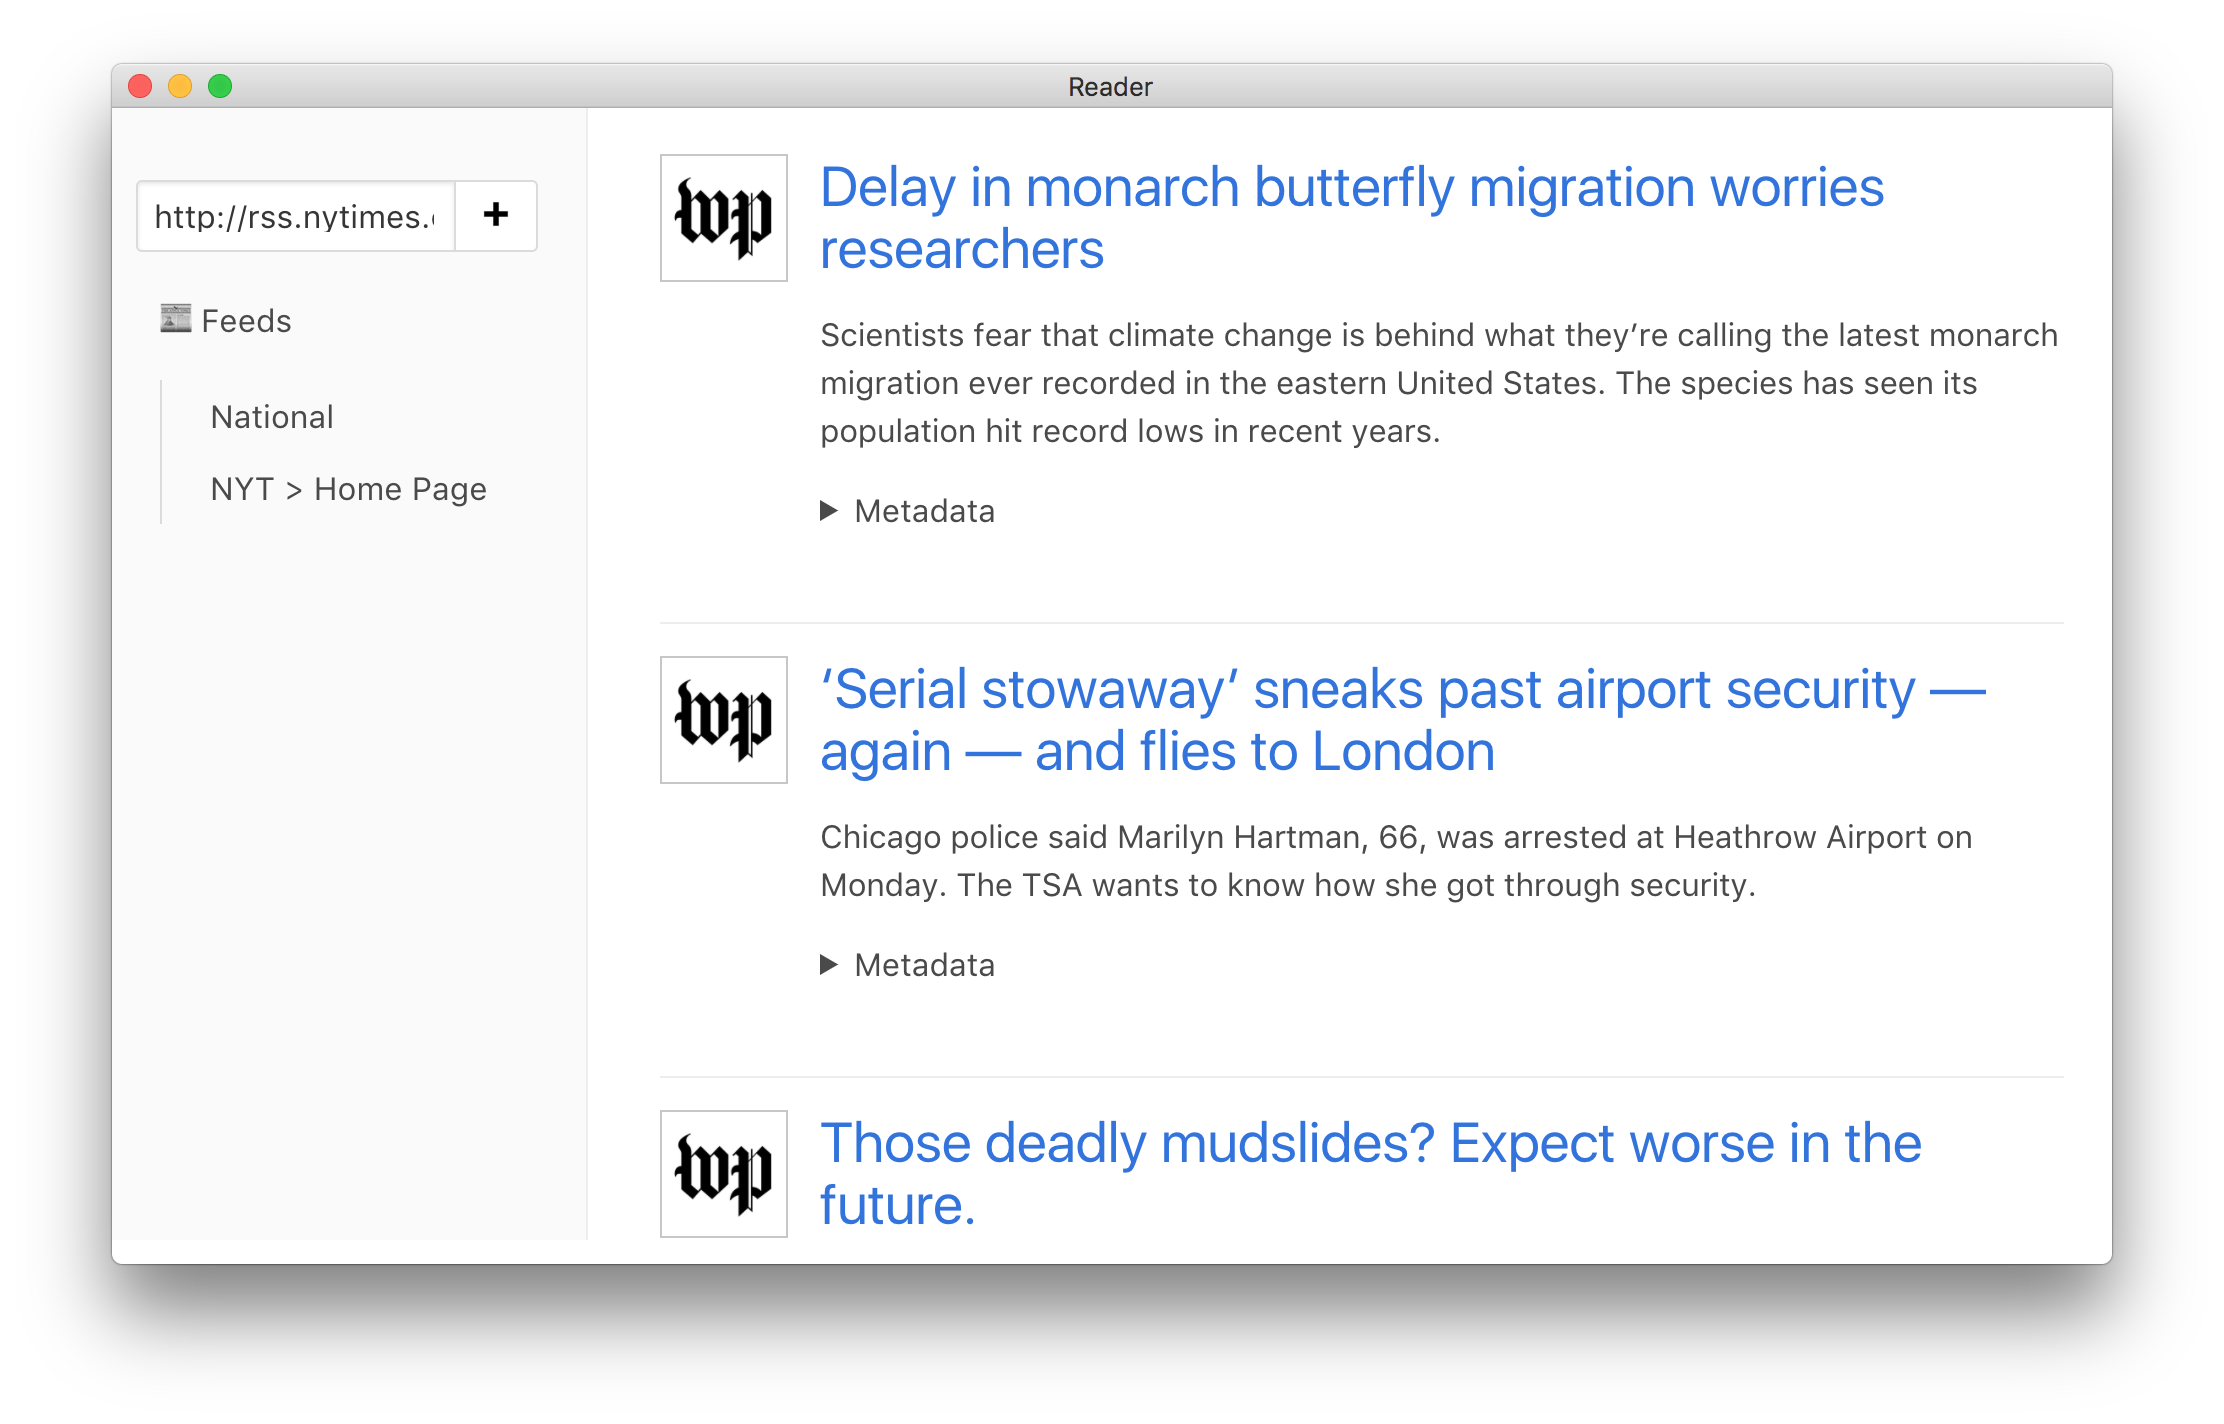 Reader
http://rss.nytimes.
+
Feeds
National
NYT > Home Page
wp
Delay in monarch butterfly migration worries
researchers
Scientists fear that climate change is behind what they’re calling the latest monarch
migration ever recorded in the eastern United States. The species has seen its
population hit record lows in recent years.
Metadata
wp
‘Serial stowaway’ sneaks past airport security —
again — and flies to London
Chicago police said Marilyn Hartman, 66, was arrested at Heathrow Airport on
Monday. The TSA wants to know how she got through security.
Metadata
wp
Those deadly mudslides? Expect worse in the
future.